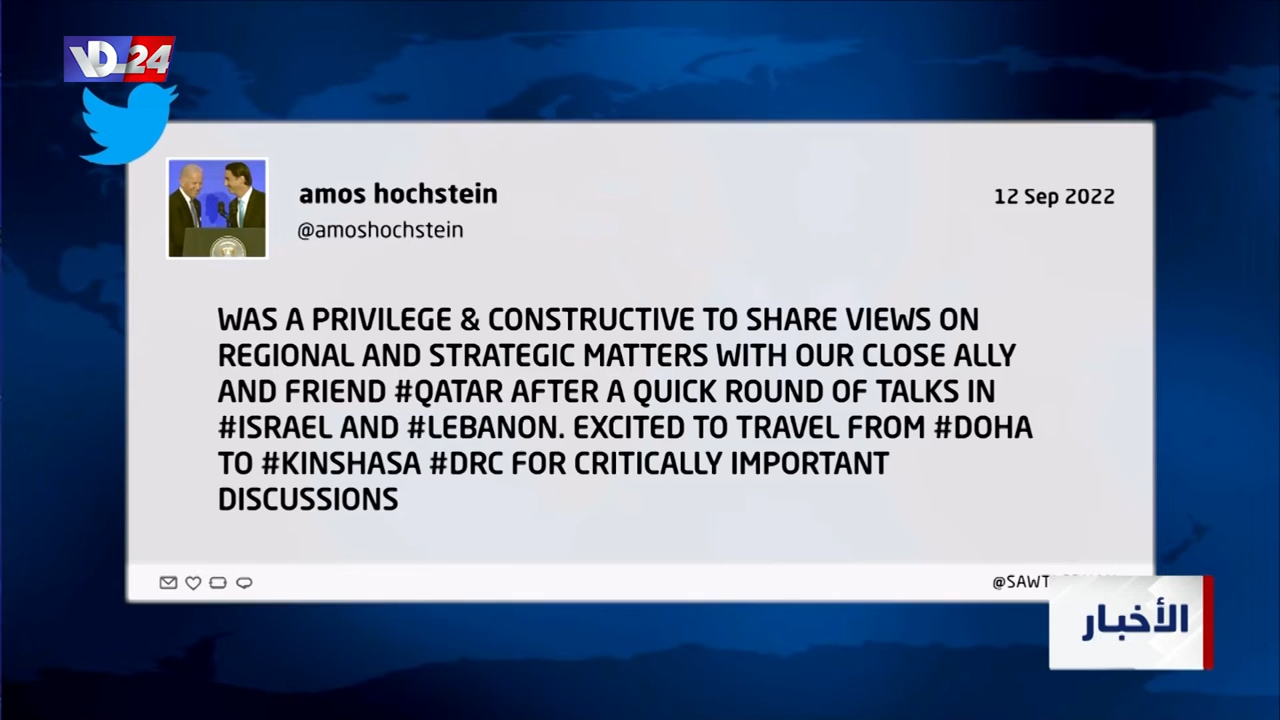 VDL 24
amos hochstein
12 Sep 2022
@amoshochstein
WAS A PRIVILEGE & CONSTRUCTIVE TO SHARE VIEWS ON
REGIONAL AND STRATEGIC MATTERS WITH OUR CLOSE ALLY
AND FRIEND #QATAR AFTER A QUICK ROUND OF TALKS IN
#ISRAEL AND #LEBANON. EXCITED TO TRAVEL FROM #DOHA
TO #KINSHASA #DRC FOR CRITICALLY IMPORTANT
DISCUSSIONS
الأخبار